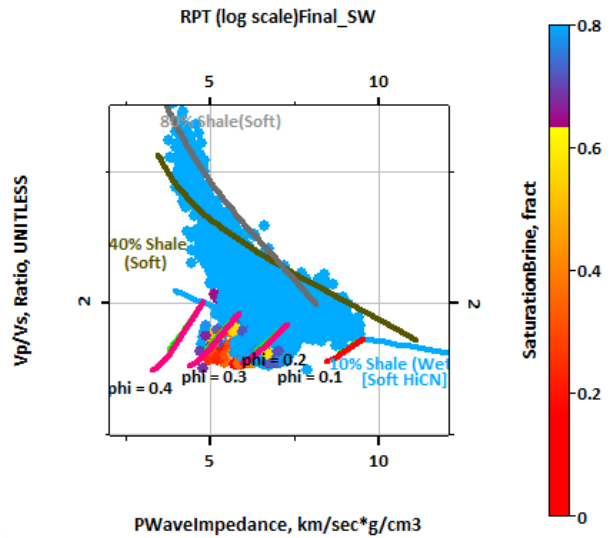 RPT (log scale)Final_SW
5
10
0.8
80% Shale(Soft)
0.6
40% Shale
(Soft)
Vp/Vs, Ratio, UNITLESS
2
2
SaturationBrine, fract
0.4
phi = 0.4
phi = 0.3
phi = 0.2
phi = 0.1
10% Shale (Wet
[Soft HiCN]
0.2
5
10
0
PWaveImpedance, km/sec*g/cm3